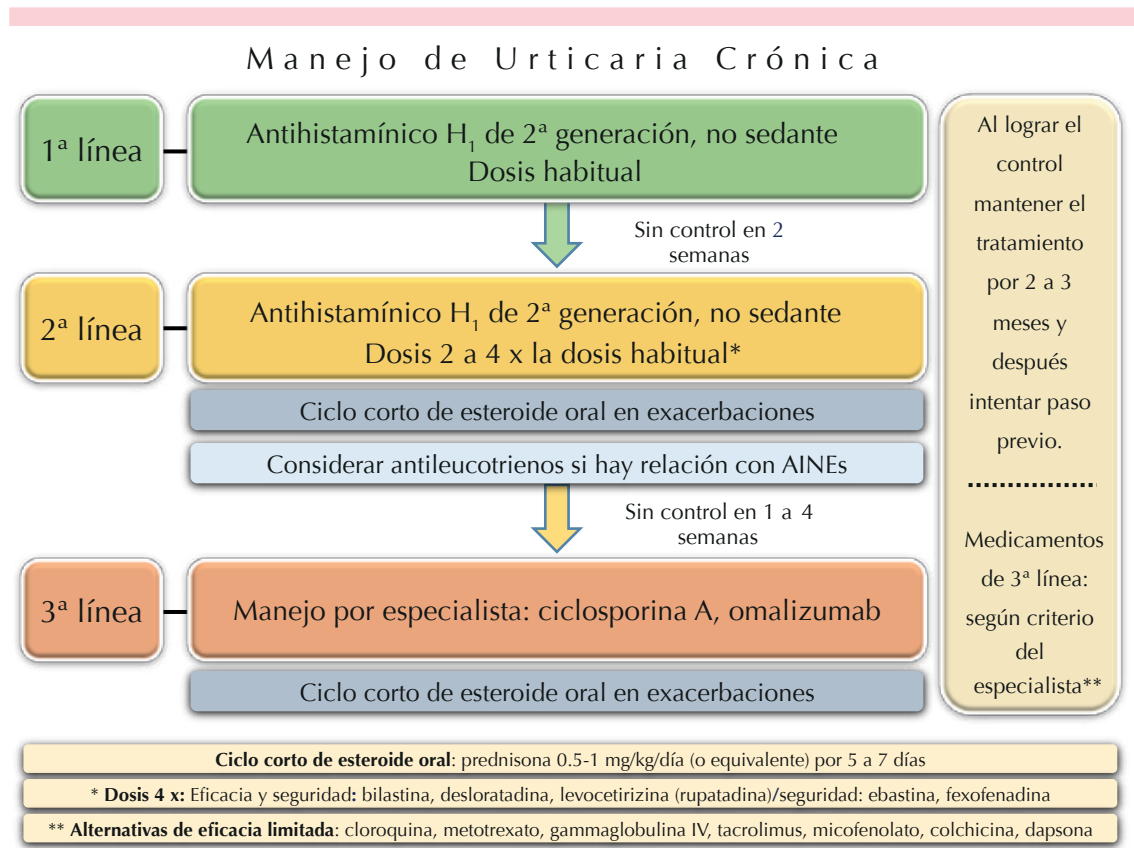 Manejo de Urticaria Crónica
1ª línea
Antihistamínico H₁ de 2ª generación, no sedante
Dosis habitual
Sin control en 2
semanas
2ª línea
Antihistamínico H₁ de 2ª generación, no sedante
Dosis 2 a 4 x la dosis habitual*
Ciclo corto de esteroide oral en exacerbaciones
Considerar antileucotrienos si hay relación con AINEs
Sin control en 1 a 4
semanas
3ª línea
Manejo por especialista: ciclosporina A, omalizumab
Ciclo corto de esteroide oral en exacerbaciones
Al lograr el
control
mantener el
tratamiento
por 2 a 3
meses y
después
intentar paso
previo.
Medicamentos
de 3ª línea:
según criterio
del
especialista**
Ciclo corto de esteroide oral: prednisona 0.5-1 mg/kg/día (o equivalente) por 5 a 7 días
* Dosis 4 x: Eficacia y seguridad: bilastina, desloratadina, levocetirizina (rupatadina)/seguridad: ebastina, fexofenadina
** Alternativas de eficacia limitada: cloroquina, metotrexato, gammaglobulina IV, tacrolimus, micofenolato, colchicina, dapsona